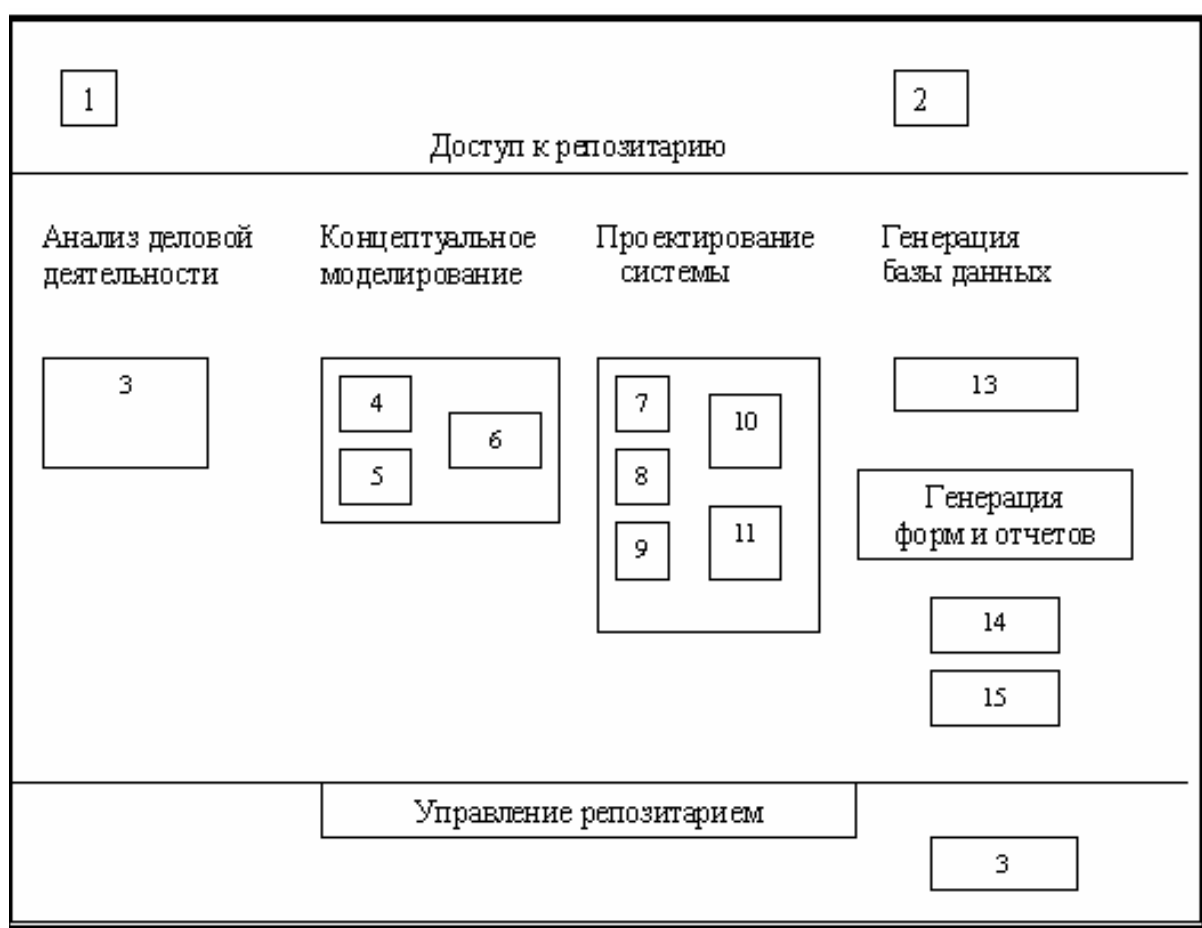 1
2
Доступ к репозитарию
Анализ деловой
деятельности
Концептуальное
моделирование
Проектирование
системы
Генерация
базы данных
3
4
5
6
7
8
9
10
11
13
Генерация
форм и отчетов
14
15
Управление репозитарием
3